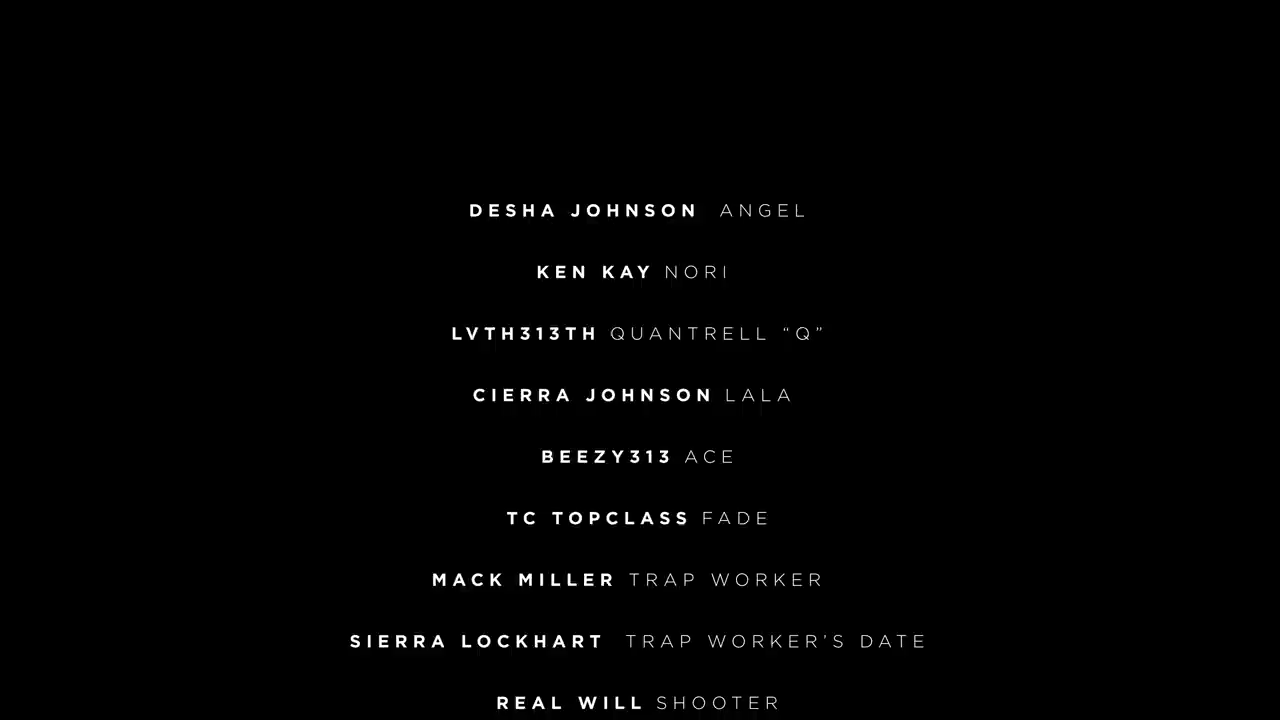 DESHA JOHNSON ANGEL
KEN KAY NORI
LVTH313TH QUANTRELL “Q”
CIERRA JOHNSON LALA
BEEZY313 ACE
TC TOPCLASS FADE
MACK MILLER TRAP WORKER
SIERRA LOCKHART TRAP WORKER’S DATE
REAL WILL SHOOTER